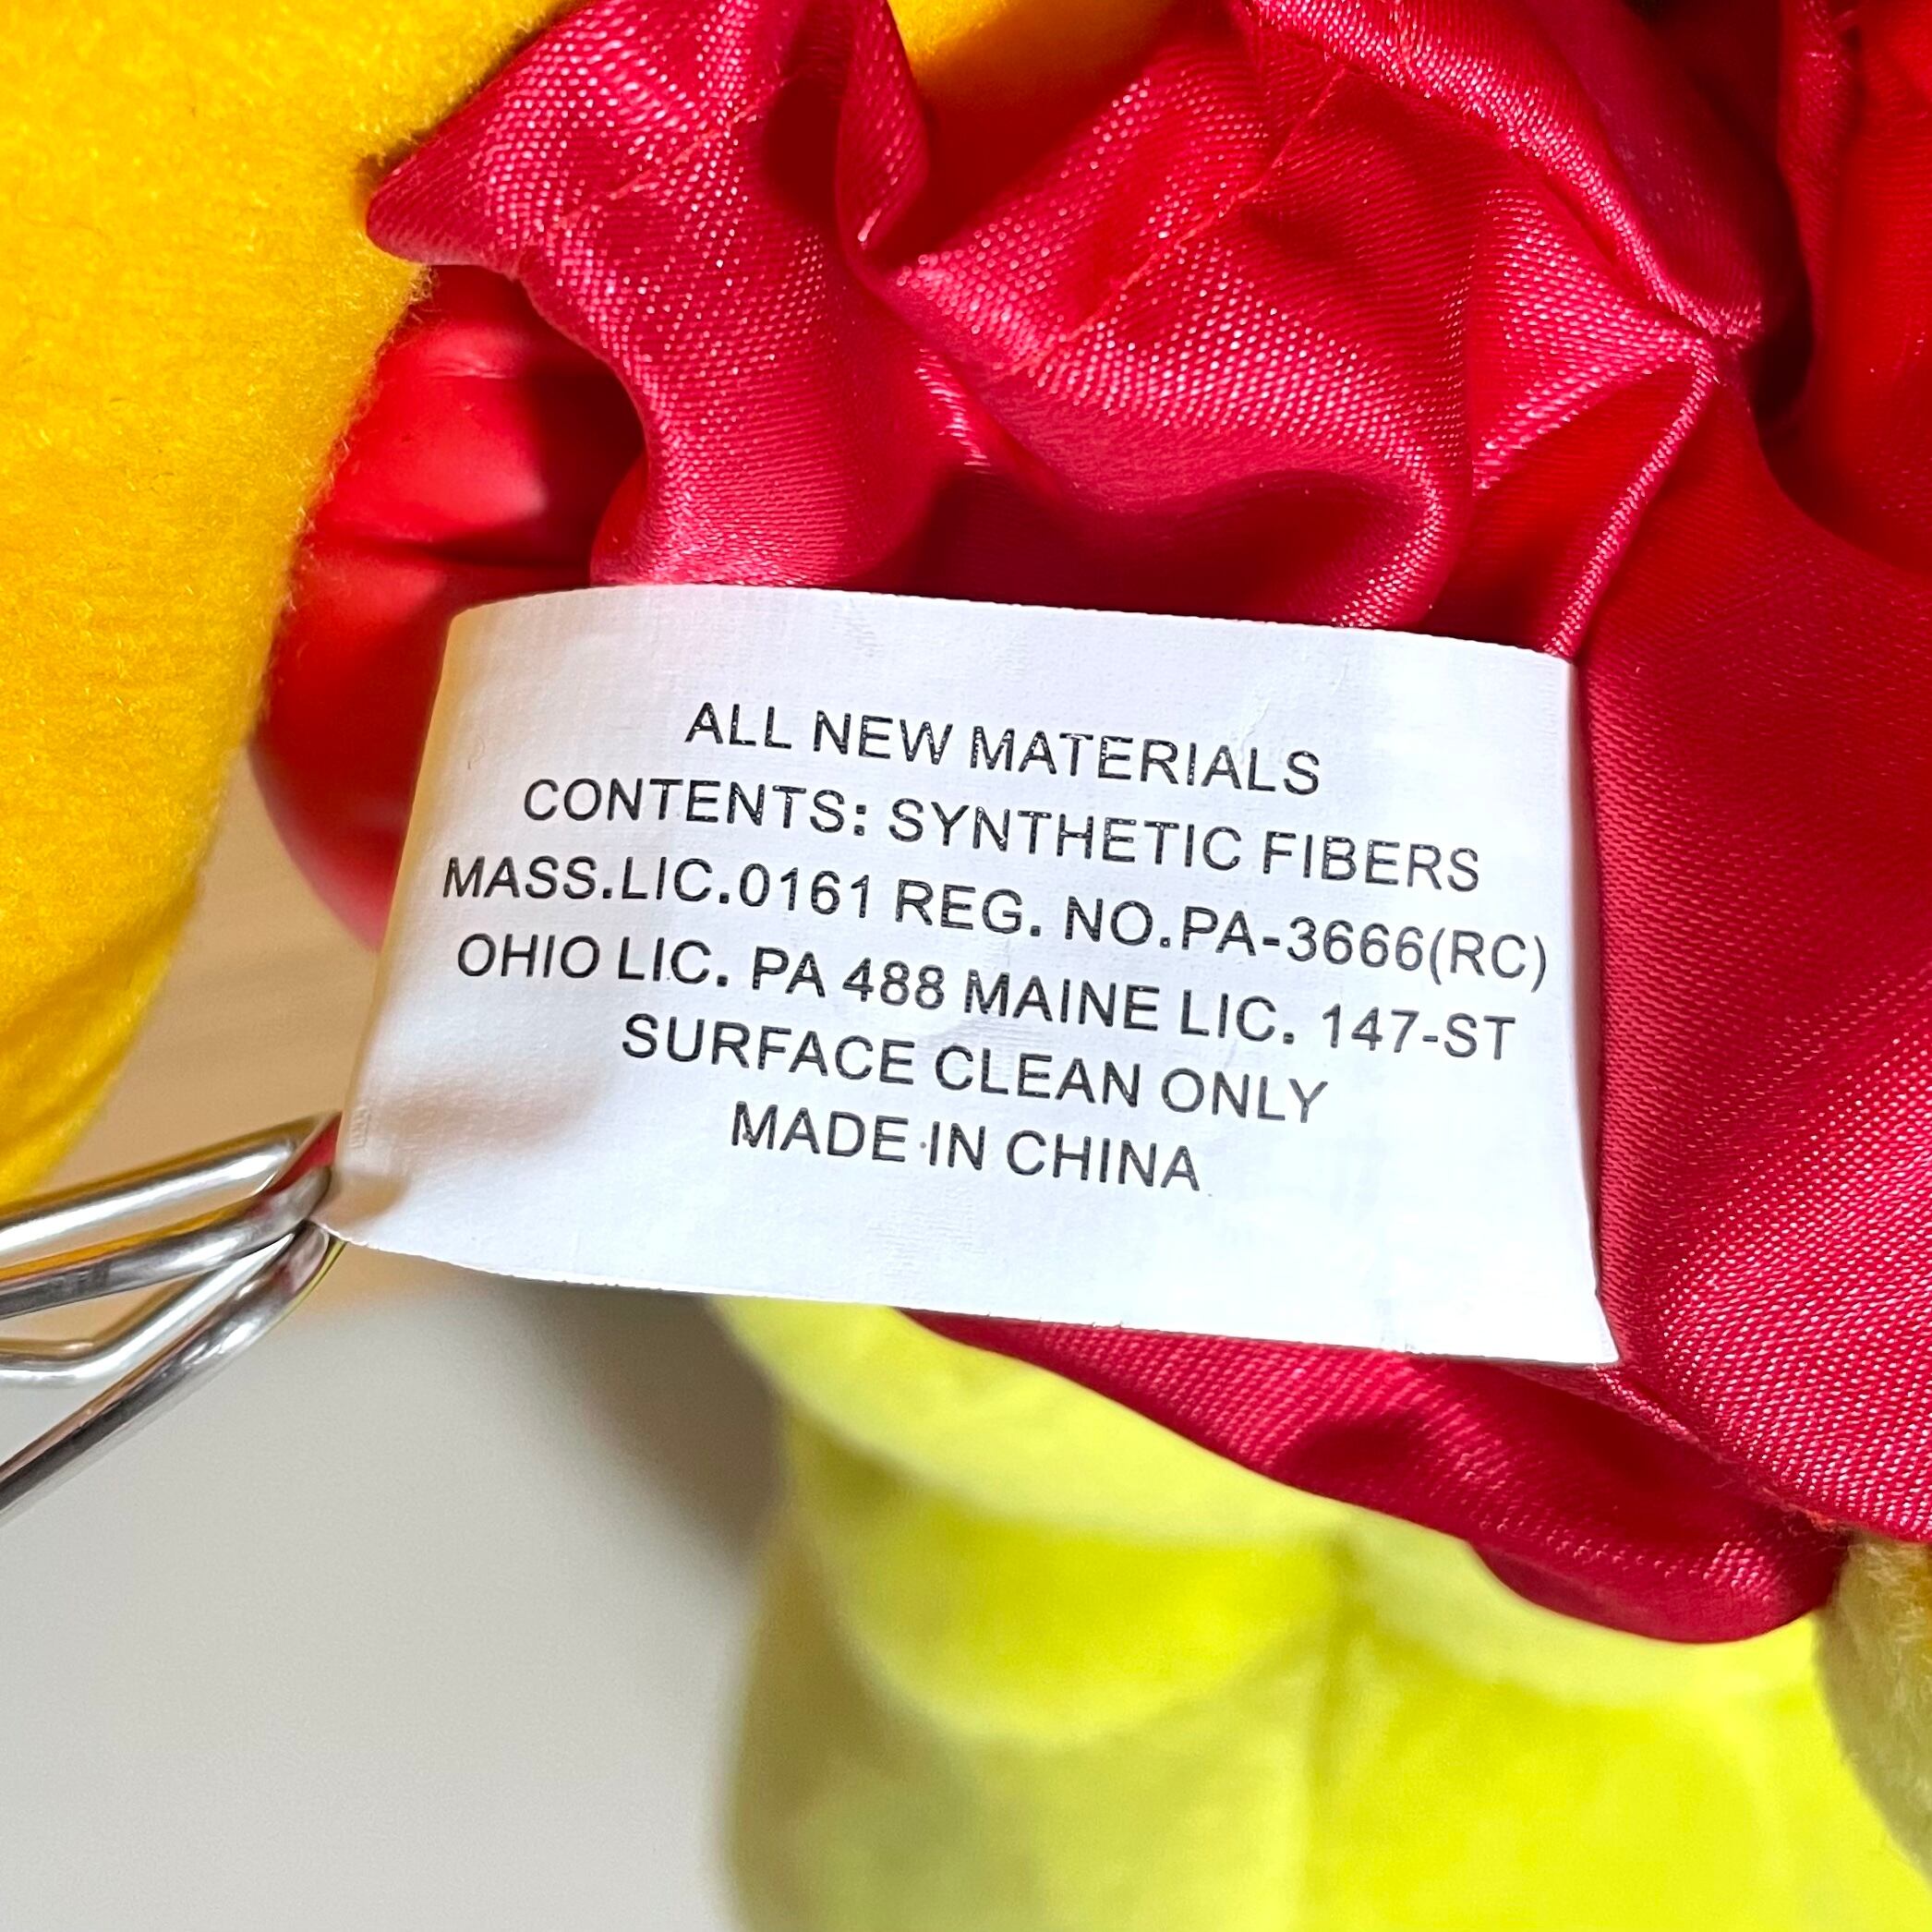 ALL NEW MATERIALS
CONTENTS: SYNTHETIC FIBERS
MASS.LIC.0161 REG. NO.PA-3666(RC)
OHIO LIC. PA 488 MAINE LIC. 147-ST
SURFACE CLEAN ONLY
MADE IN CHINA